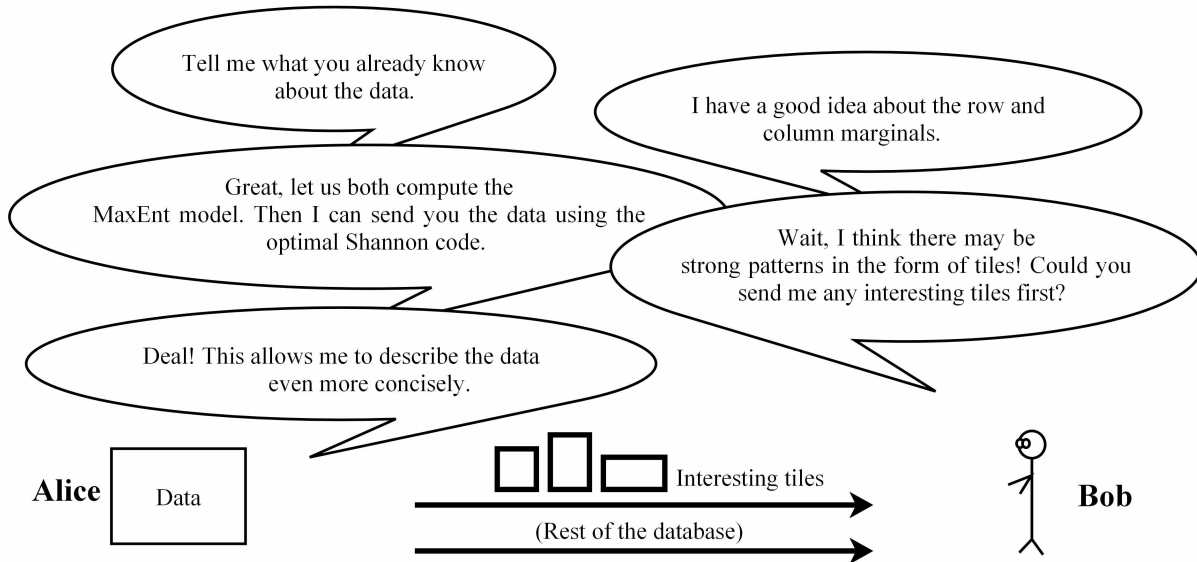 Tell me what you already know
about the data.
I have a good idea about the row and
column marginals.
Great, let us both compute the
MaxEnt model. Then I can send you the data using the
optimal Shannon code.
Wait, I think there may be
strong patterns in the form of tiles! Could you
send me any interesting tiles first?
Deal! This allows me to describe the data
even more concisely.
Alice
Data
Interesting tiles
(Rest of the database)
Bob